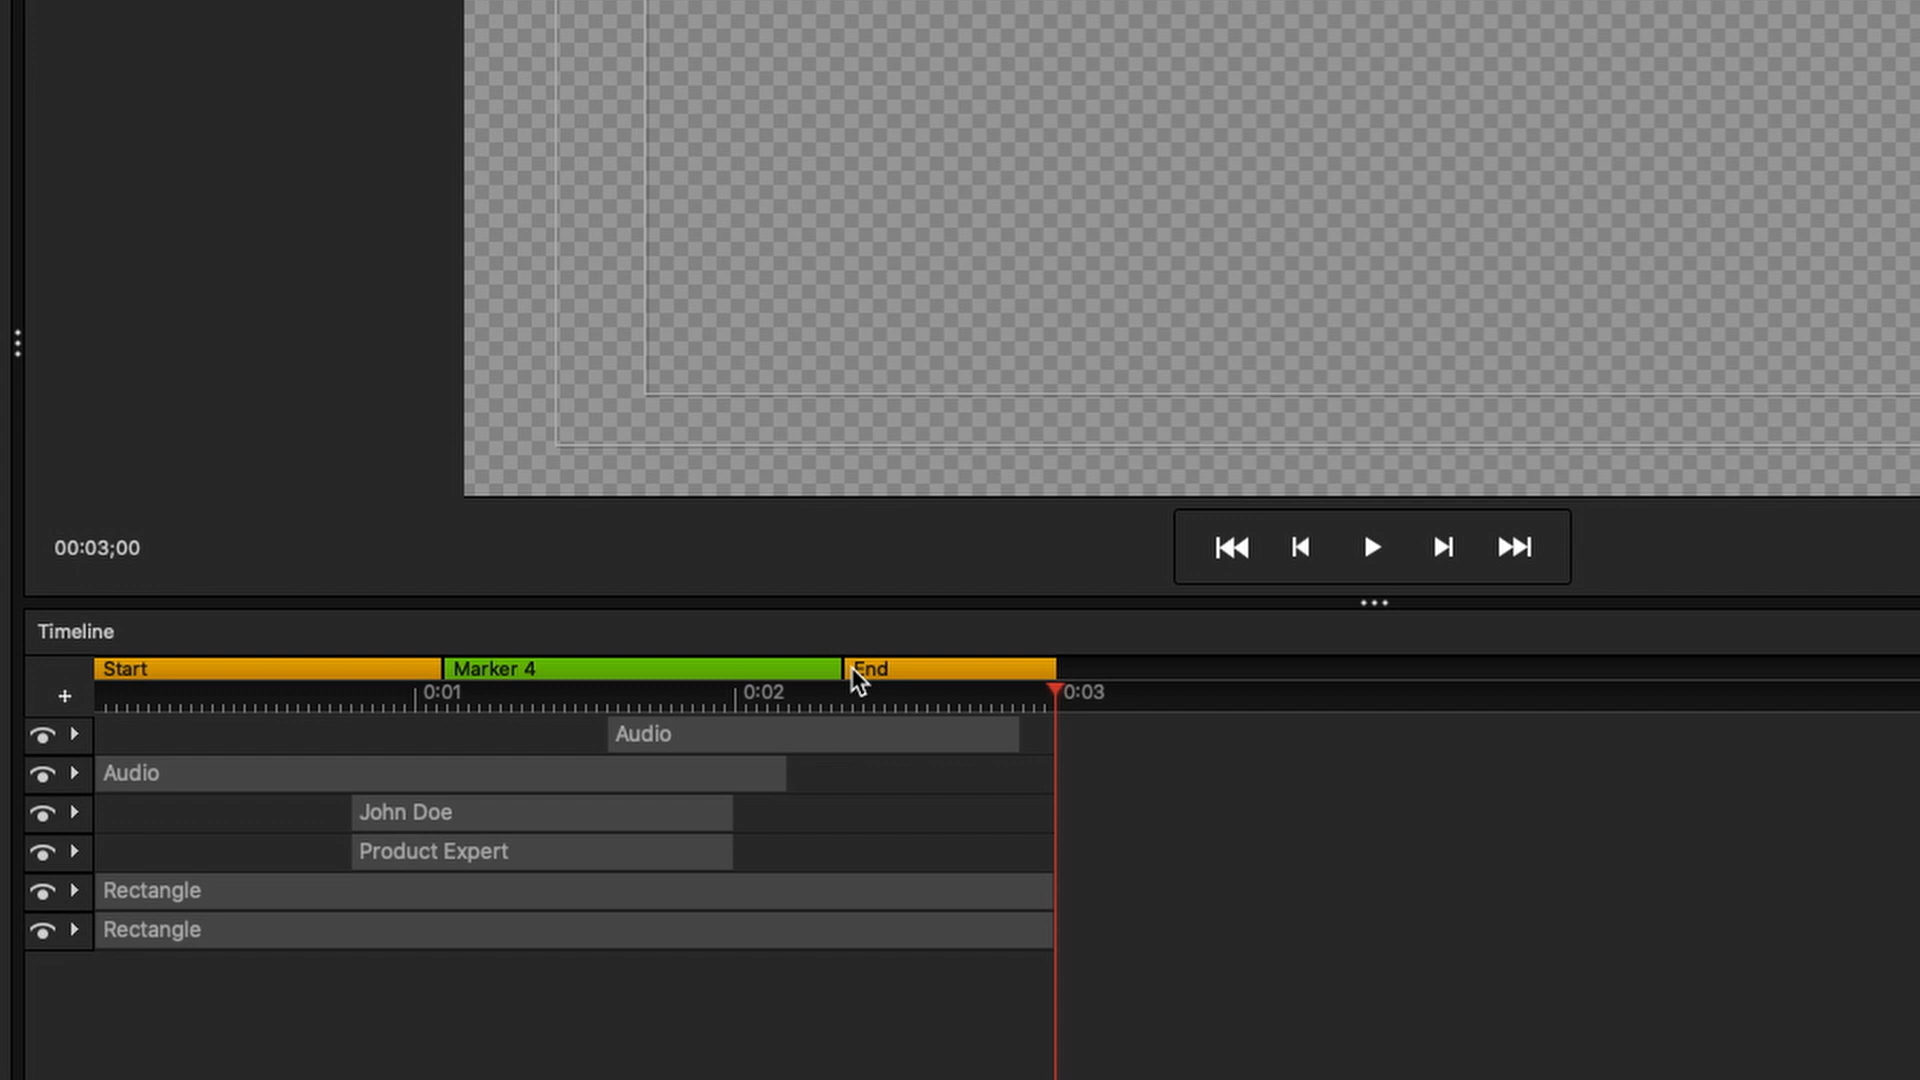 00:03;00
Timeline
Start Marker 4 End
0:01 0:02 0:03
Audio
Audio
John Doe
Product Expert
Rectangle
Rectangle